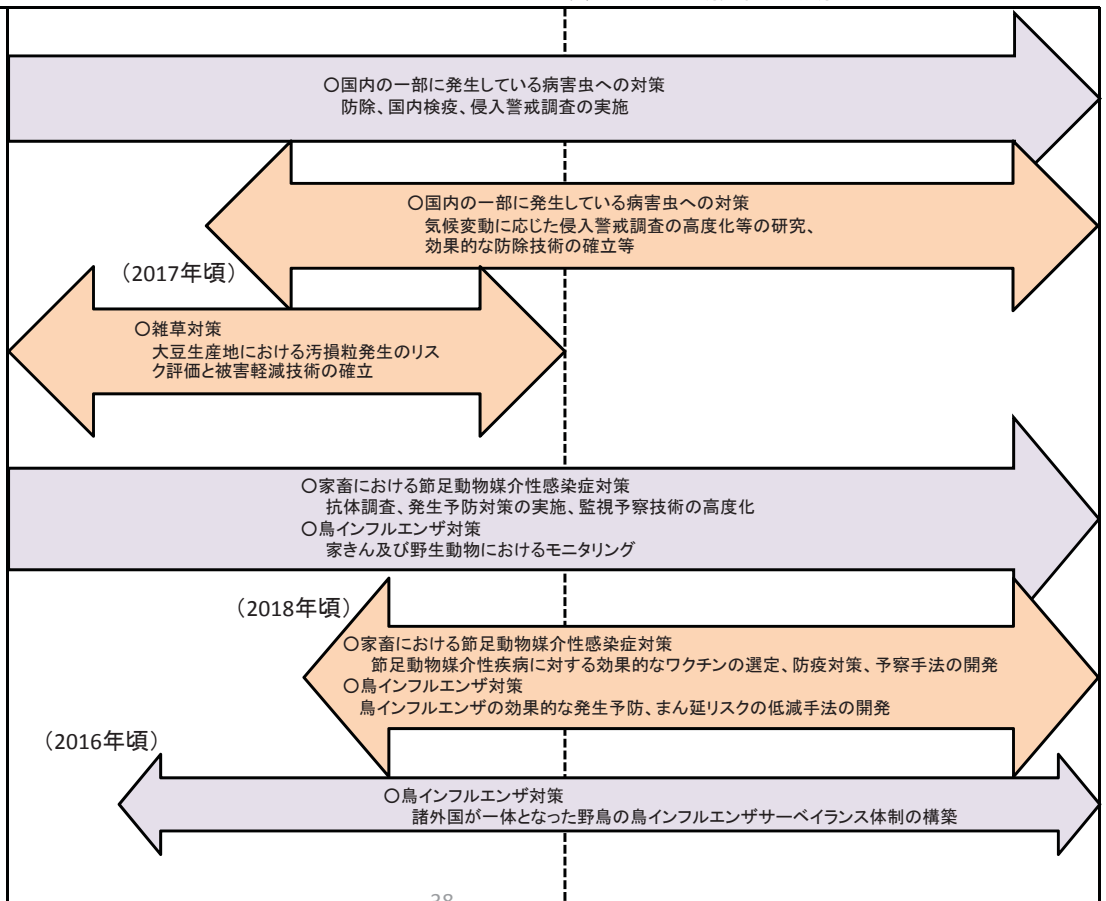 〇国内の一部に発生している病害虫への対策
防除、国内検疫、侵入警戒調査の実施
〇国内の一部に発生している病害虫への対策
気候変動に応じた侵入警戒調査の高度化等の研究、
効果的な防除技術の確立等
（2017年頃）
〇雑草対策
大豆生産地における汚損粒発生のリス
ク評価と被害軽減技術の確立
〇家畜における節足動物媒介性感染症対策
抗体調査、発生予防対策の実施、監視予察技術の高度化
〇鳥インフルエンザ対策
家きん及び野生動物におけるモニタリング
（2018年頃）
〇家畜における節足動物媒介性感染症対策
節足動物媒介性疾病に対する効果的なワクチンの選定、防疫対策、予察手法の開発
〇鳥インフルエンザ対策
鳥インフルエンザの効果的な発生予防、まん延リスクの低減手法の開発
（2016年頃）
〇鳥インフルエンザ対策
諸外国が一体となった野鳥の鳥インフルエンザサーベイランス体制の構築